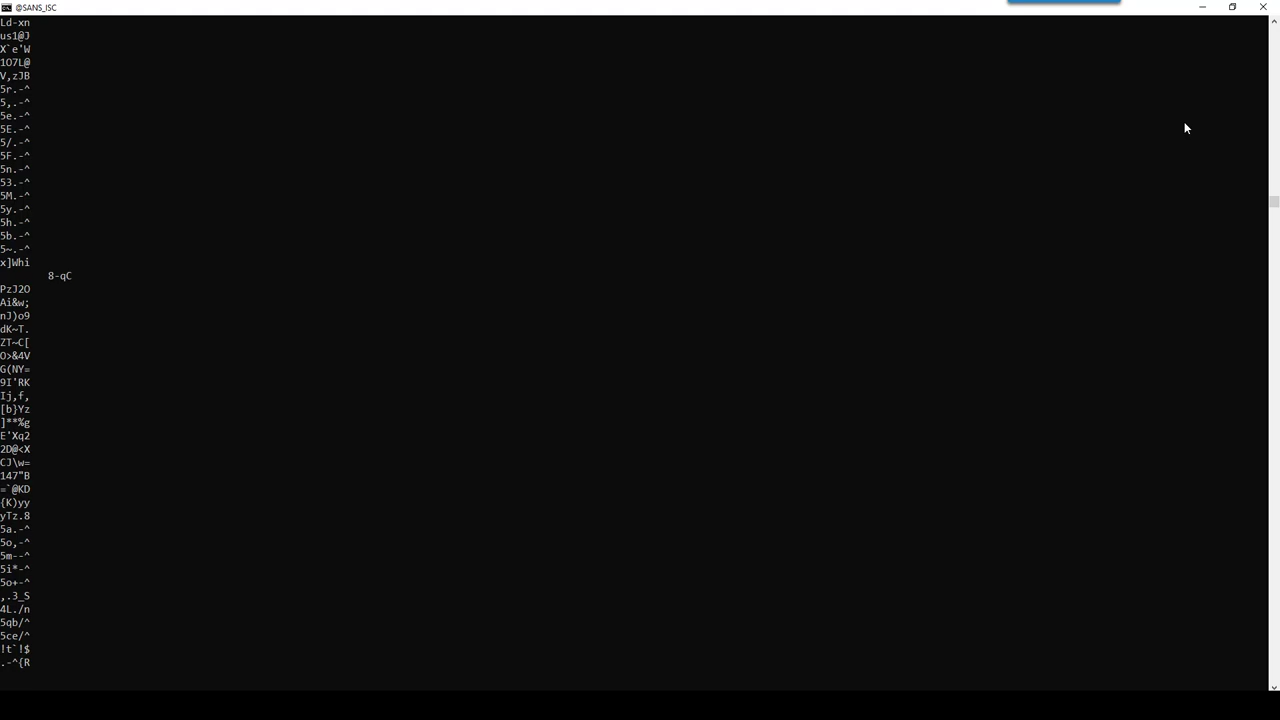 @SANS_ISC
Ld-xn
us1@J
X`e'W
1O7L@
V,zJB
5r.-^
5,.-^
5e.-^
5E.-^
5/.-^
5F.-^
5n.-^
53.-^
5M.-^
5y.-^
5h.-^
5b.-^
5~.-^
x]Whi
8-qC
PzJ2O
Ai&w;
nJ)o9
dK~T.
ZT~C[
O>&4V
G(NY=
9I'RK
Ij,f,
[b}Yz
]**%g
E'Xq2
2D@<X
CJ\w=
147"B
=`@KD
{K)yy
yTz.8
5a.-^
5o,-^
5m--^
5i*-^
5o+-^
,.3_S
4L./n
5qb/^
5ce/^
!t`!$
.-^{R